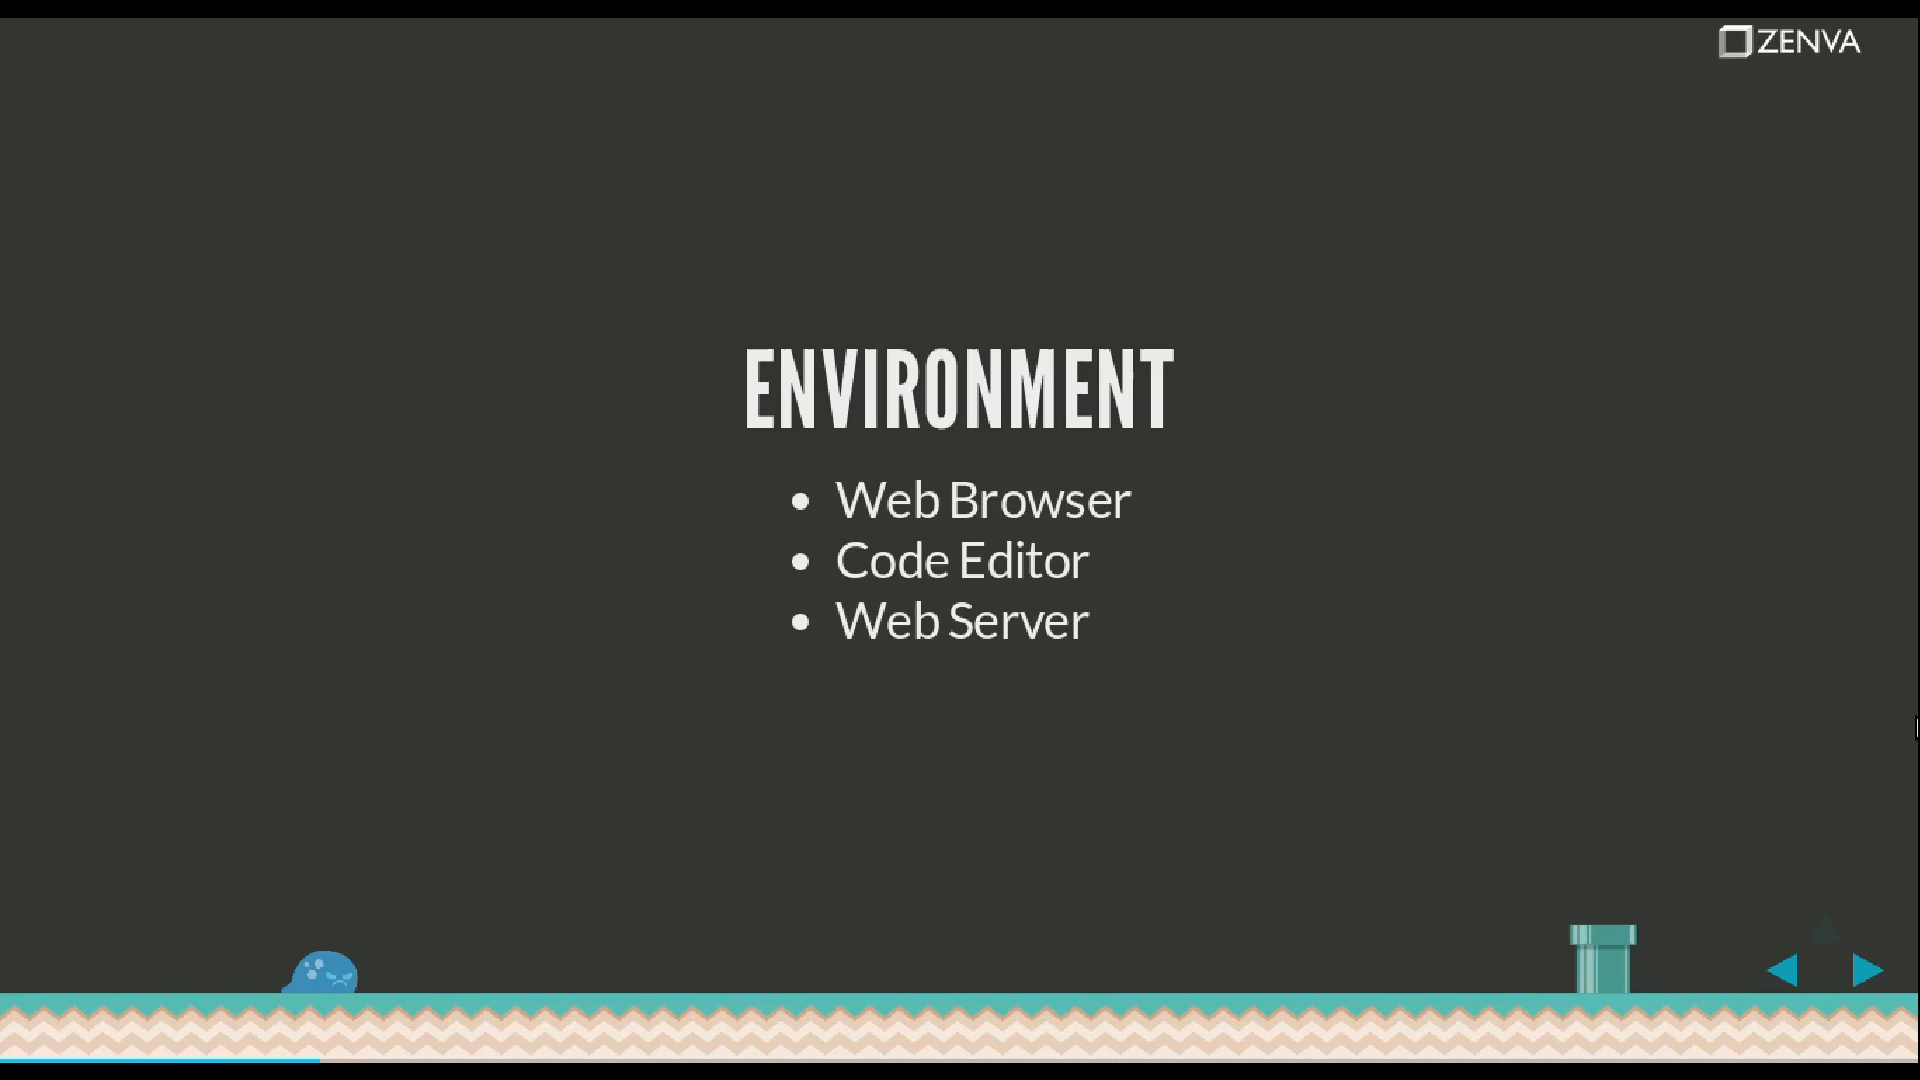 ZENVA
ENVIRONMENT
• Web Browser
• Code Editor
• Web Server